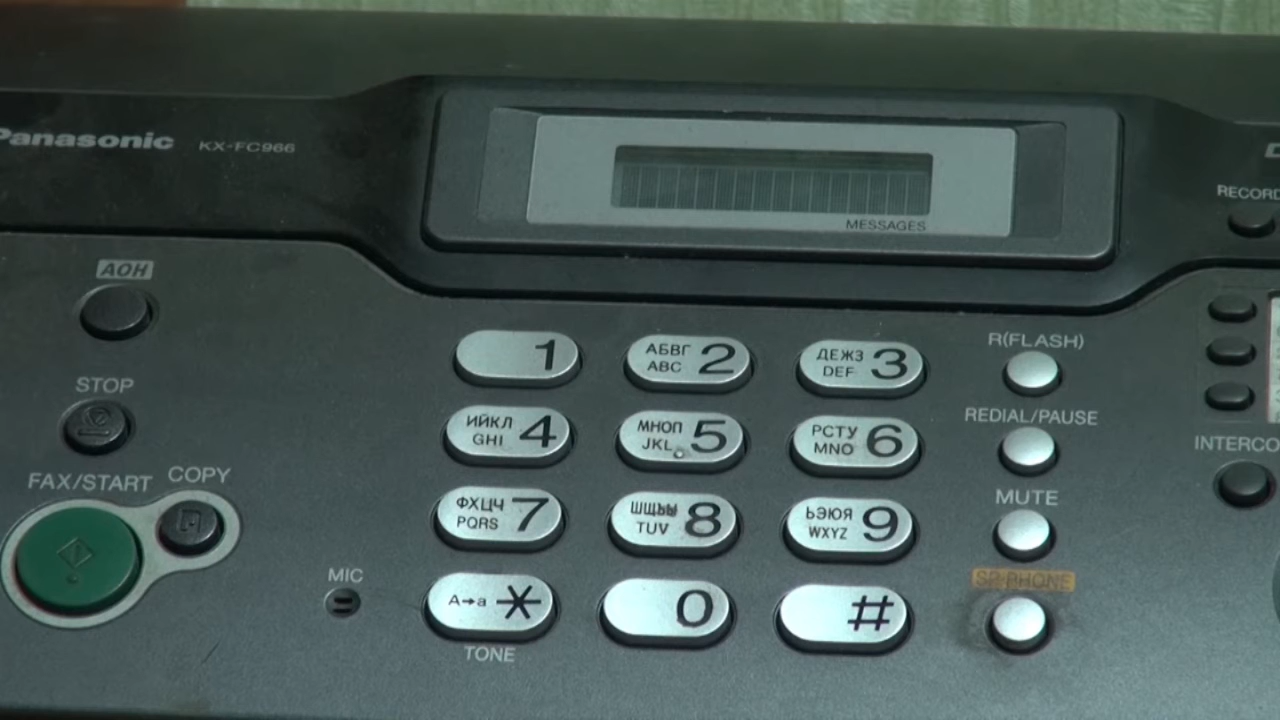 Panasonic KX-FC966
MESSAGES
RECORD
АОН
STOP
FAX/START
COPY
MIC
1
АБВГ ABC 2
ДЕЖЗ DEF 3
ИЙКЛ GHI 4
МНОП JKL 5
РСТУ MNO 6
ФХЦЧ PQRS 7
ШЩЪЫ TUV 8
ЬЭЮЯ WXYZ 9
A→a *
TONE
0
#
R(FLASH)
REDIAL/PAUSE
MUTE
SP-PHONE
INTERCO